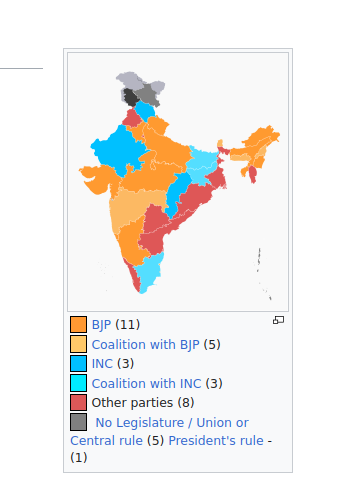 BJP (11)
Coalition with BJP (5)
INC (3)
Coalition with INC (3)
Other parties (8)
No Legislature / Union or
Central rule (5) President's rule -
(1)